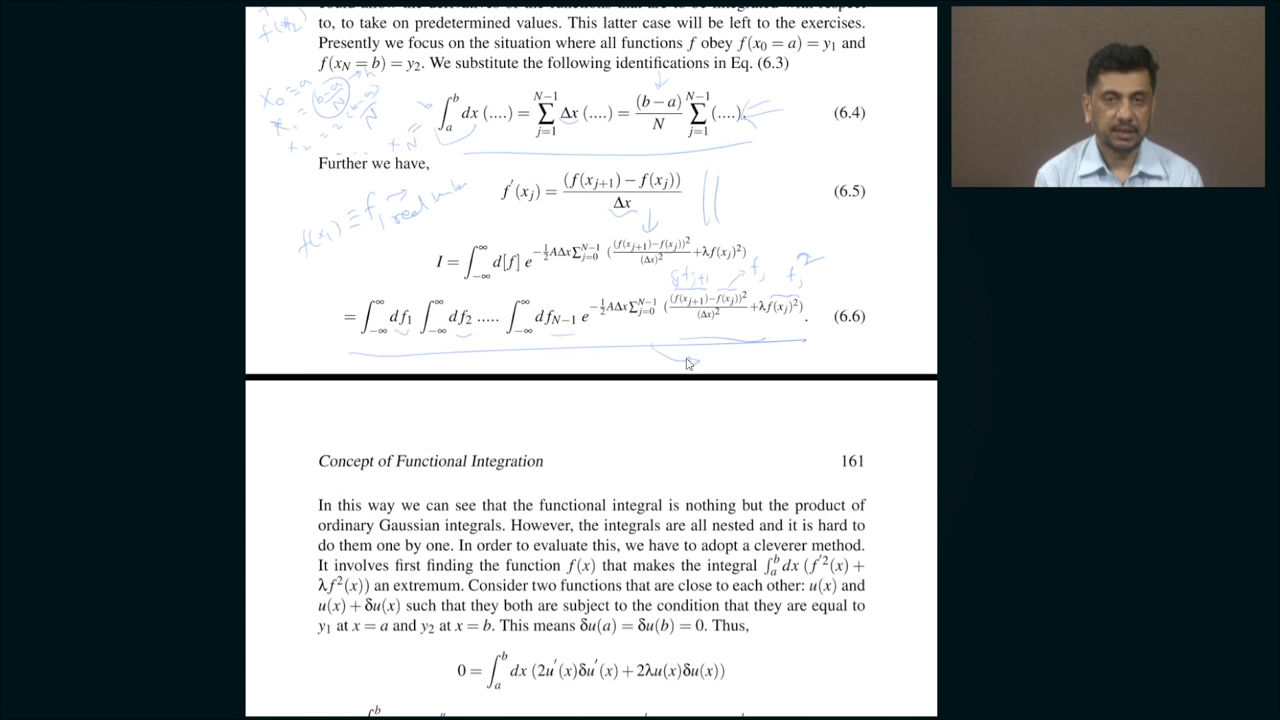 to, to take on predetermined values. This latter case will be left to the exercises.
Presently we focus on the situation where all functions f obey f(x₀ = a) = y₁ and
f(x_N = b) = y₂. We substitute the following identifications in Eq. (6.3)
∫_a^b dx (....) = ∑_{j=1}^{N−1} Δx (....) = (b−a)/N ∑_{j=1}^{N−1} (....). (6.4)
Further we have,
f′(x_j) = (f(x_{j+1}) − f(x_j))/Δx (6.5)
f(x₁) ≡ f₁ → real
I = ∫_{−∞}^{∞} d[f] e^{−½AΔx∑_{j=0}^{N−1} ((f(x_{j+1})−f(x_j))²/(Δx)² + λf(x_j)²)}
f_{j+1} f_j f_j²
= ∫_{−∞}^{∞} df₁ ∫_{−∞}^{∞} df₂ ..... ∫_{−∞}^{∞} df_{N−1} e^{−½AΔx∑_{j=0}^{N−1} ((f(x_{j+1})−f(x_j))²/(Δx)² + λf(x_j)²)}. (6.6)
Concept of Functional Integration 161
In this way we can see that the functional integral is nothing but the product of
ordinary Gaussian integrals. However, the integrals are all nested and it is hard to
do them one by one. In order to evaluate this, we have to adopt a cleverer method.
It involves first finding the function f(x) that makes the integral ∫_a^b dx (f′²(x) +
λf²(x)) an extremum. Consider two functions that are close to each other: u(x) and
u(x) + δu(x) such that they both are subject to the condition that they are equal to
y₁ at x = a and y₂ at x = b. This means δu(a) = δu(b) = 0. Thus,
0 = ∫_a^b dx (2u′(x)δu′(x) + 2λu(x)δu(x))